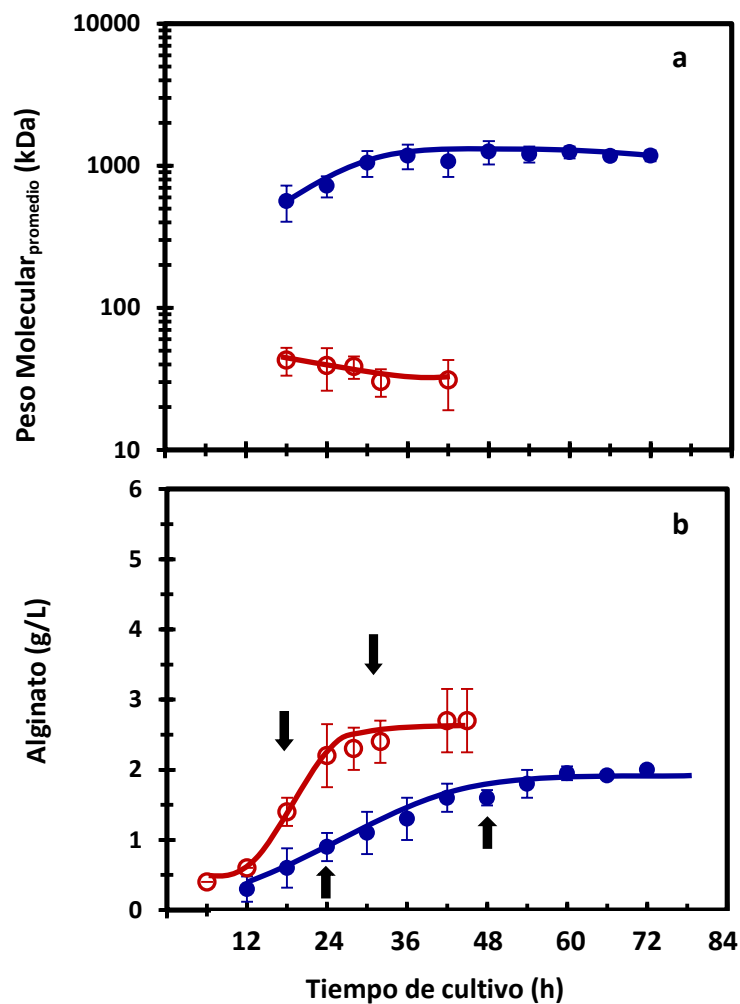 a
Peso Molecular promedio (kDa)
10000
1000
100
10
b
Alginato (g/L)
6
5
4
3
2
1
0
12 24 36 48 60 72 84
Tiempo de cultivo (h)